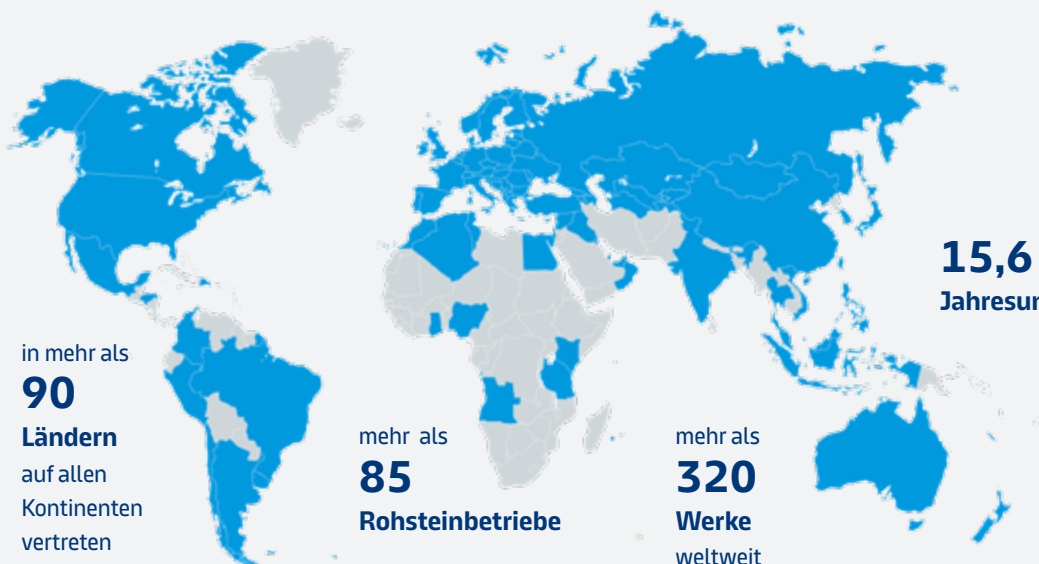 in mehr als
90
Ländern
auf allen
Kontinenten
vertreten
mehr als
85
Rohsteinbetriebe
mehr als
320
Werke
weltweit
15,6